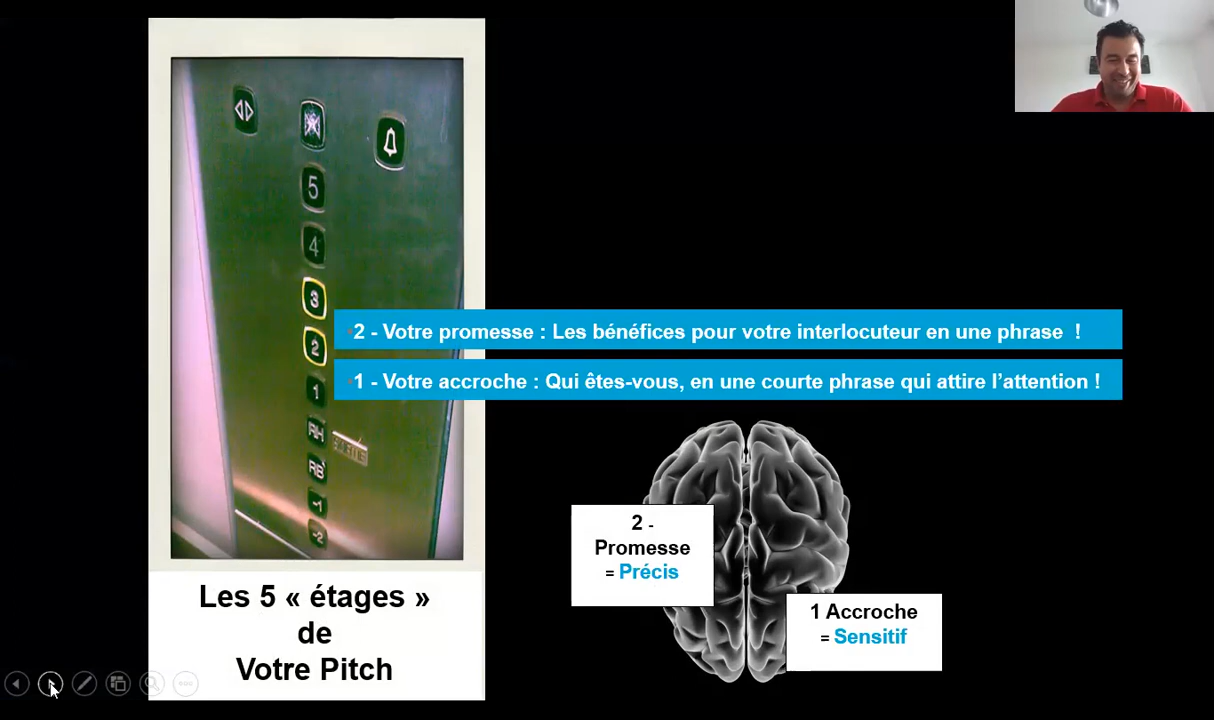 5
4
3
2
1
RH
RB
-1
-2
•2 - Votre promesse : Les bénéfices pour votre interlocuteur en une phrase !
•1 - Votre accroche : Qui êtes-vous, en une courte phrase qui attire l’attention !
2 -
Promesse
= Précis
1 Accroche
= Sensitif
Les 5 « étages »
de
Votre Pitch